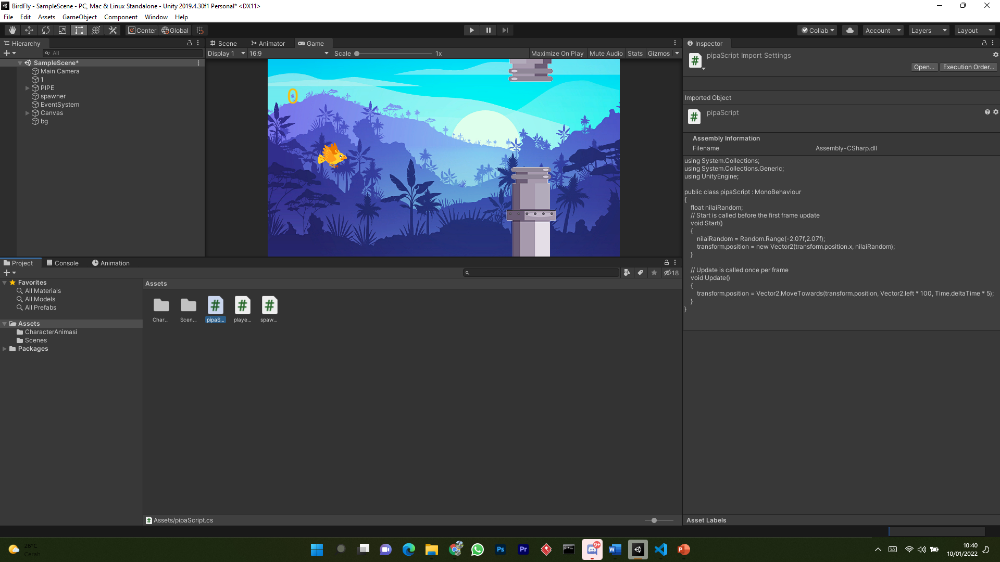 BirdFly - SampleScene - PC, Mac & Linux Standalone - Unity 2019.4.30f1 Personal* <DX11>
File Edit Assets GameObject Component Window Help
Center Global Collab Account Layers Layout
Hierarchy
All
SampleScene*
Main Camera
1
PIPE
spawner
EventSystem
Canvas
bg
Scene Animator Game
Display 1 16:9 Scale 1x Maximize On Play Mute Audio Stats Gizmos
0
Inspector
pipaScript Import Settings
Open... Execution Order...
Imported Object
pipaScript
Assembly Information
Filename Assembly-CSharp.dll
using System.Collections;
using System.Collections.Generic;
using UnityEngine;
public class pipaScript : MonoBehaviour
{
float nilaiRandom;
// Start is called before the first frame update
void Start()
{
nilaiRandom = Random.Range(-2.07f,2.07f);
transform.position = new Vector2(transform.position.x, nilaiRandom);
}
// Update is called once per frame
void Update()
{
transform.position = Vector2.MoveTowards(transform.position, Vector2.left * 100, Time.deltaTime * 5);
}
}
Asset Labels
Project Console Animation
18
Favorites
All Materials
All Models
All Prefabs
Assets
CharacterAnimasi
Scenes
Packages
Assets
Char... Scen... pipaS... playe... spaw...
Assets/pipaScript.cs
26°C
Cerah
Ps
Pr
9+
W
P
10:40
10/01/2022